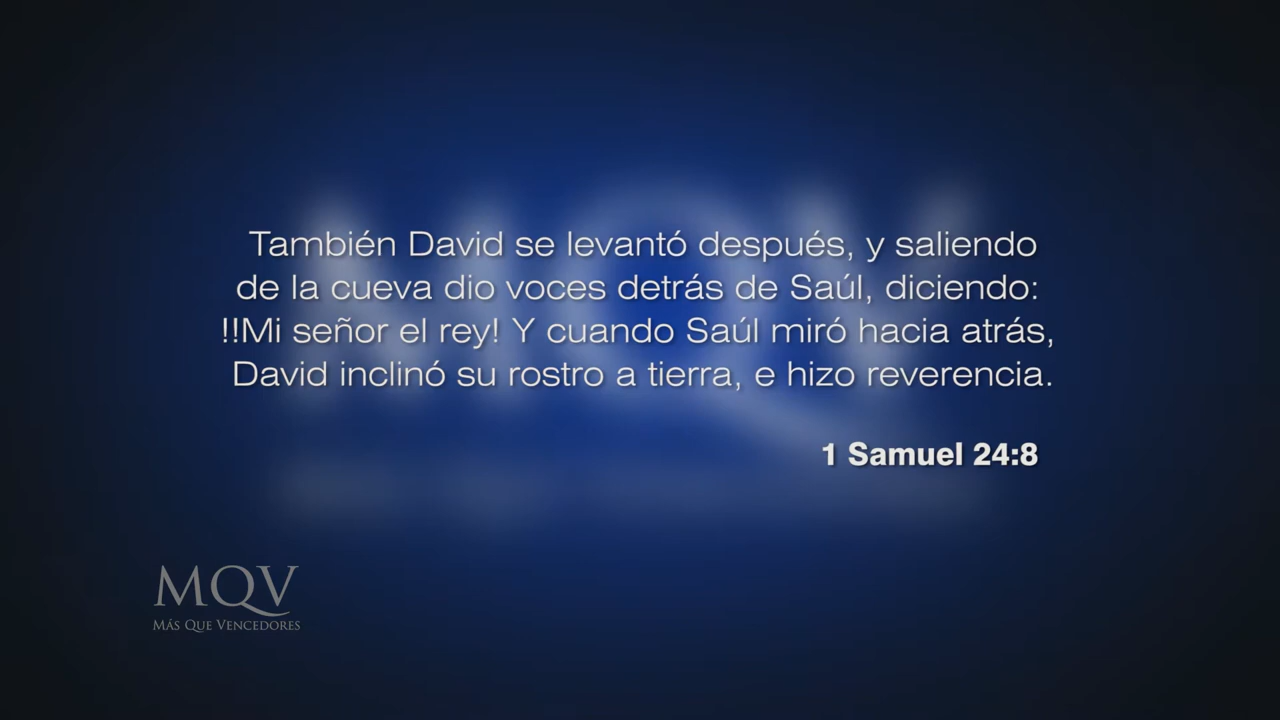 También David se levantó después, y saliendo
de la cueva dio voces detrás de Saúl, diciendo:
!!Mi señor el rey! Y cuando Saúl miró hacia atrás,
David inclinó su rostro a tierra, e hizo reverencia.
1 Samuel 24:8
MQV
Más Que Vencedores